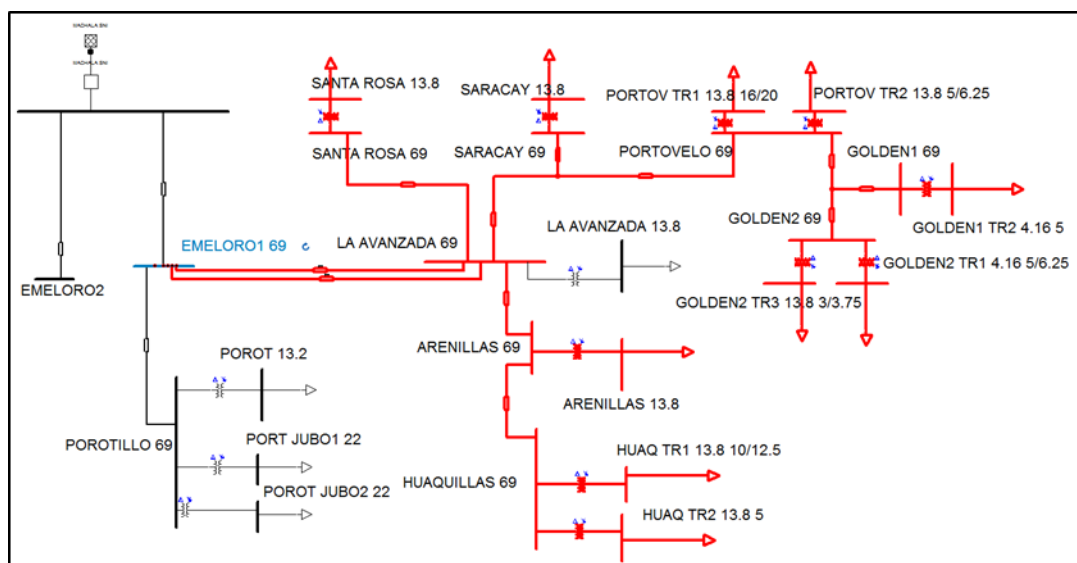 MACHALA SNI
MACHALA SNI
SANTA ROSA 13.8
SARACAY 13.8
PORTOV TR1 13.8 16/20
PORTOV TR2 13.8 5/6.25
SANTA ROSA 69
SARACAY 69
PORTOVELO 69
GOLDEN1 69
GOLDEN2 69
GOLDEN1 TR2 4.16 5
EMELORO1 69
LA AVANZADA 69
LA AVANZADA 13.8
GOLDEN2 TR1 4.16 5/6.25
EMELORO2
GOLDEN2 TR3 13.8 3/3.75
ARENILLAS 69
POROT 13.2
ARENILLAS 13.8
POROTILLO 69
PORT JUBO1 22
HUAQ TR1 13.8 10/12.5
HUAQUILLAS 69
POROT JUBO2 22
HUAQ TR2 13.8 5